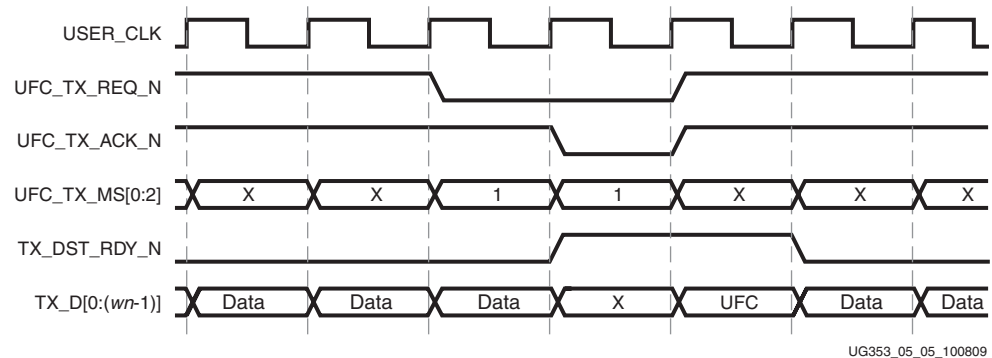 USER_CLK
UFC_TX_REQ_N
UFC_TX_ACK_N
UFC_TX_MS[0:2] X X 1 1 X X X
TX_DST_RDY_N
TX_D[0:(wn-1)] Data Data Data X UFC Data Data
UG353_05_05_100809